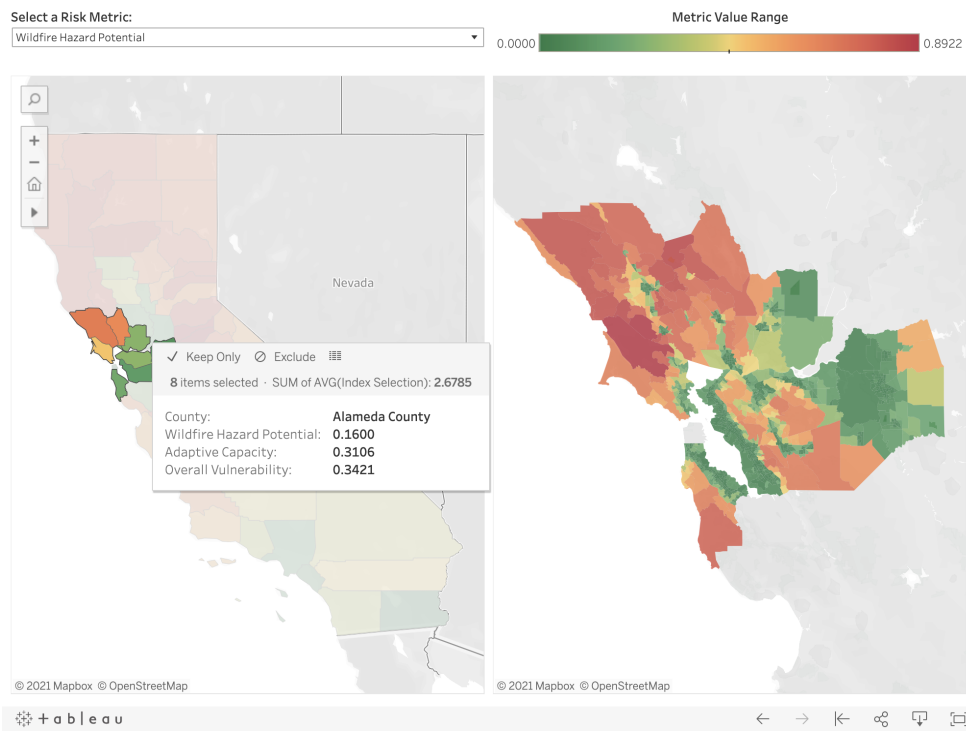 Select a Risk Metric:
Wildfire Hazard Potential
Metric Value Range
0.0000
0.8922
Nevada
Keep Only Exclude
8 items selected · SUM of AVG(Index Selection): 2.6785
County: Alameda County
Wildfire Hazard Potential: 0.1600
Adaptive Capacity: 0.3106
Overall Vulnerability: 0.3421
© 2021 Mapbox © OpenStreetMap
© 2021 Mapbox © OpenStreetMap
+ a b l e a u